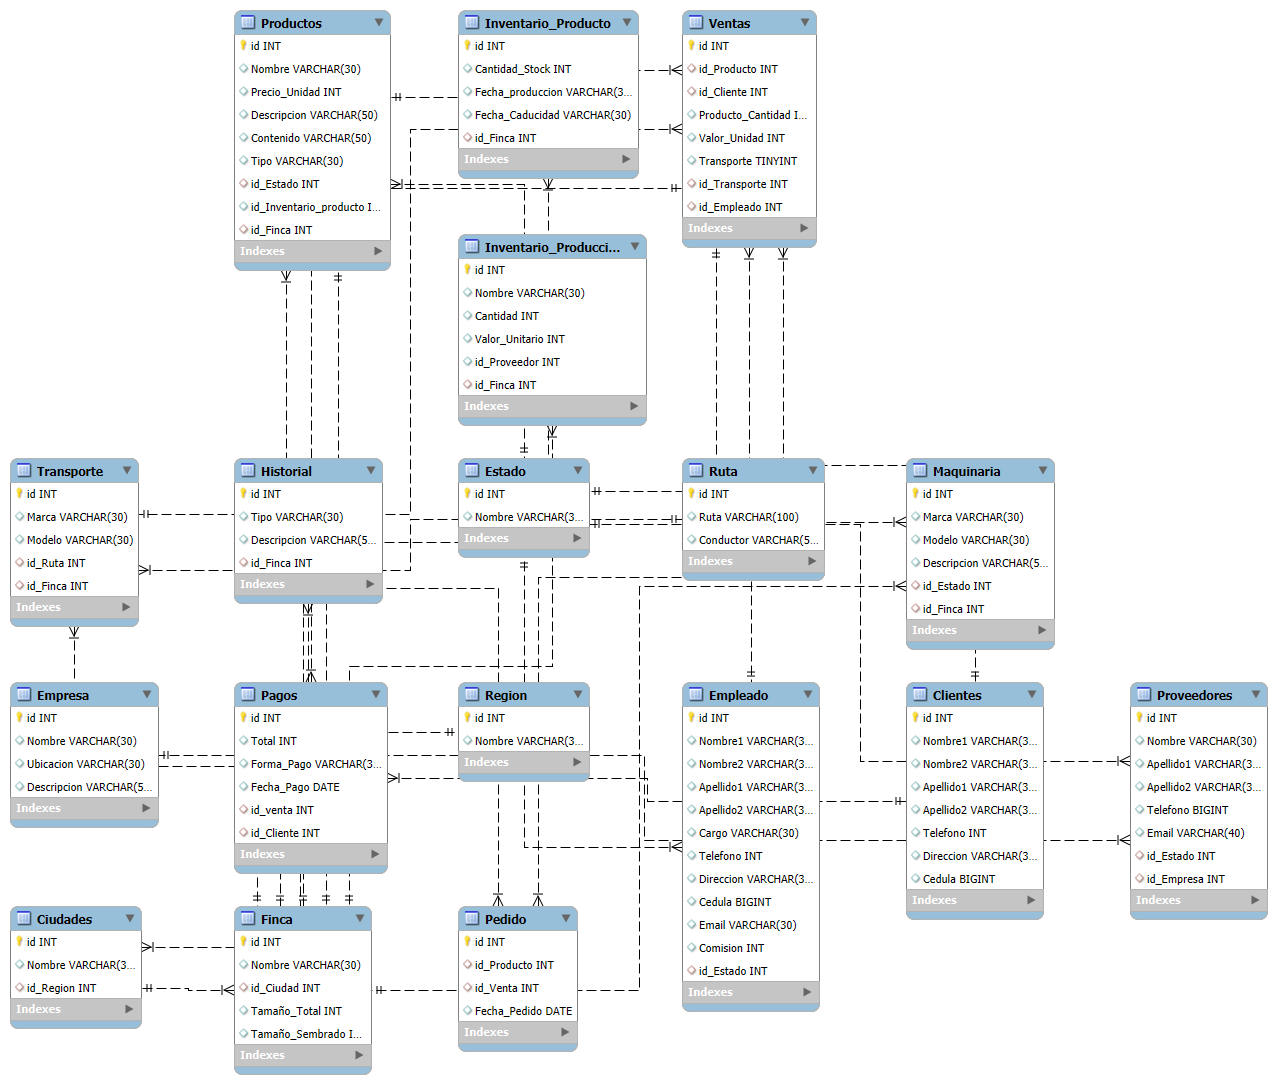 Productos
id INT
Nombre VARCHAR(30)
Precio_Unidad INT
Descripcion VARCHAR(50)
Contenido VARCHAR(50)
Tipo VARCHAR(30)
id_Estado INT
id_Inventario_producto I...
id_Finca INT
Indexes
Inventario_Producto
id INT
Cantidad_Stock INT
Fecha_produccion VARCHAR(3...
Fecha_Caducidad VARCHAR(30)
id_Finca INT
Indexes
Ventas
id INT
id_Producto INT
id_Cliente INT
Producto_Cantidad I...
Valor_Unidad INT
Transporte TINYINT
id_Transporte INT
id_Empleado INT
Indexes
Inventario_Producci...
id INT
Nombre VARCHAR(30)
Cantidad INT
Valor_Unitario INT
id_Proveedor INT
id_Finca INT
Indexes
Transporte
id INT
Marca VARCHAR(30)
Modelo VARCHAR(30)
id_Ruta INT
id_Finca INT
Indexes
Historial
id INT
Tipo VARCHAR(30)
Descripcion VARCHAR(5...
id_Finca INT
Indexes
Estado
id INT
Nombre VARCHAR(3...
Indexes
Ruta
id INT
Ruta VARCHAR(100)
Conductor VARCHAR(5...
Indexes
Maquinaria
id INT
Marca VARCHAR(30)
Modelo VARCHAR(30)
Descripcion VARCHAR(5...
id_Estado INT
id_Finca INT
Indexes
Empresa
id INT
Nombre VARCHAR(30)
Ubicacion VARCHAR(30)
Descripcion VARCHAR(5...
Indexes
Pagos
id INT
Total INT
Forma_Pago VARCHAR(3...
Fecha_Pago DATE
id_venta INT
id_Cliente INT
Indexes
Region
id INT
Nombre VARCHAR(3...
Indexes
Empleado
id INT
Nombre1 VARCHAR(3...
Nombre2 VARCHAR(3...
Apellido1 VARCHAR(3...
Apellido2 VARCHAR(3...
Cargo VARCHAR(30)
Telefono INT
Direccion VARCHAR(3...
Cedula BIGINT
Email VARCHAR(30)
Comision INT
id_Estado INT
Indexes
Clientes
id INT
Nombre1 VARCHAR(3...
Nombre2 VARCHAR(3...
Apellido1 VARCHAR(3...
Apellido2 VARCHAR(3...
Telefono INT
Direccion VARCHAR(3...
Cedula BIGINT
Indexes
Proveedores
id INT
Nombre VARCHAR(30)
Apellido1 VARCHAR(3...
Apellido2 VARCHAR(3...
Telefono BIGINT
Email VARCHAR(40)
id_Estado INT
id_Empresa INT
Indexes
Ciudades
id INT
Nombre VARCHAR(3...
id_Region INT
Indexes
Finca
id INT
Nombre VARCHAR(30)
id_Ciudad INT
Tamaño_Total INT
Tamaño_Sembrado I...
Indexes
Pedido
id INT
id_Producto INT
id_Venta INT
Fecha_Pedido DATE
Indexes